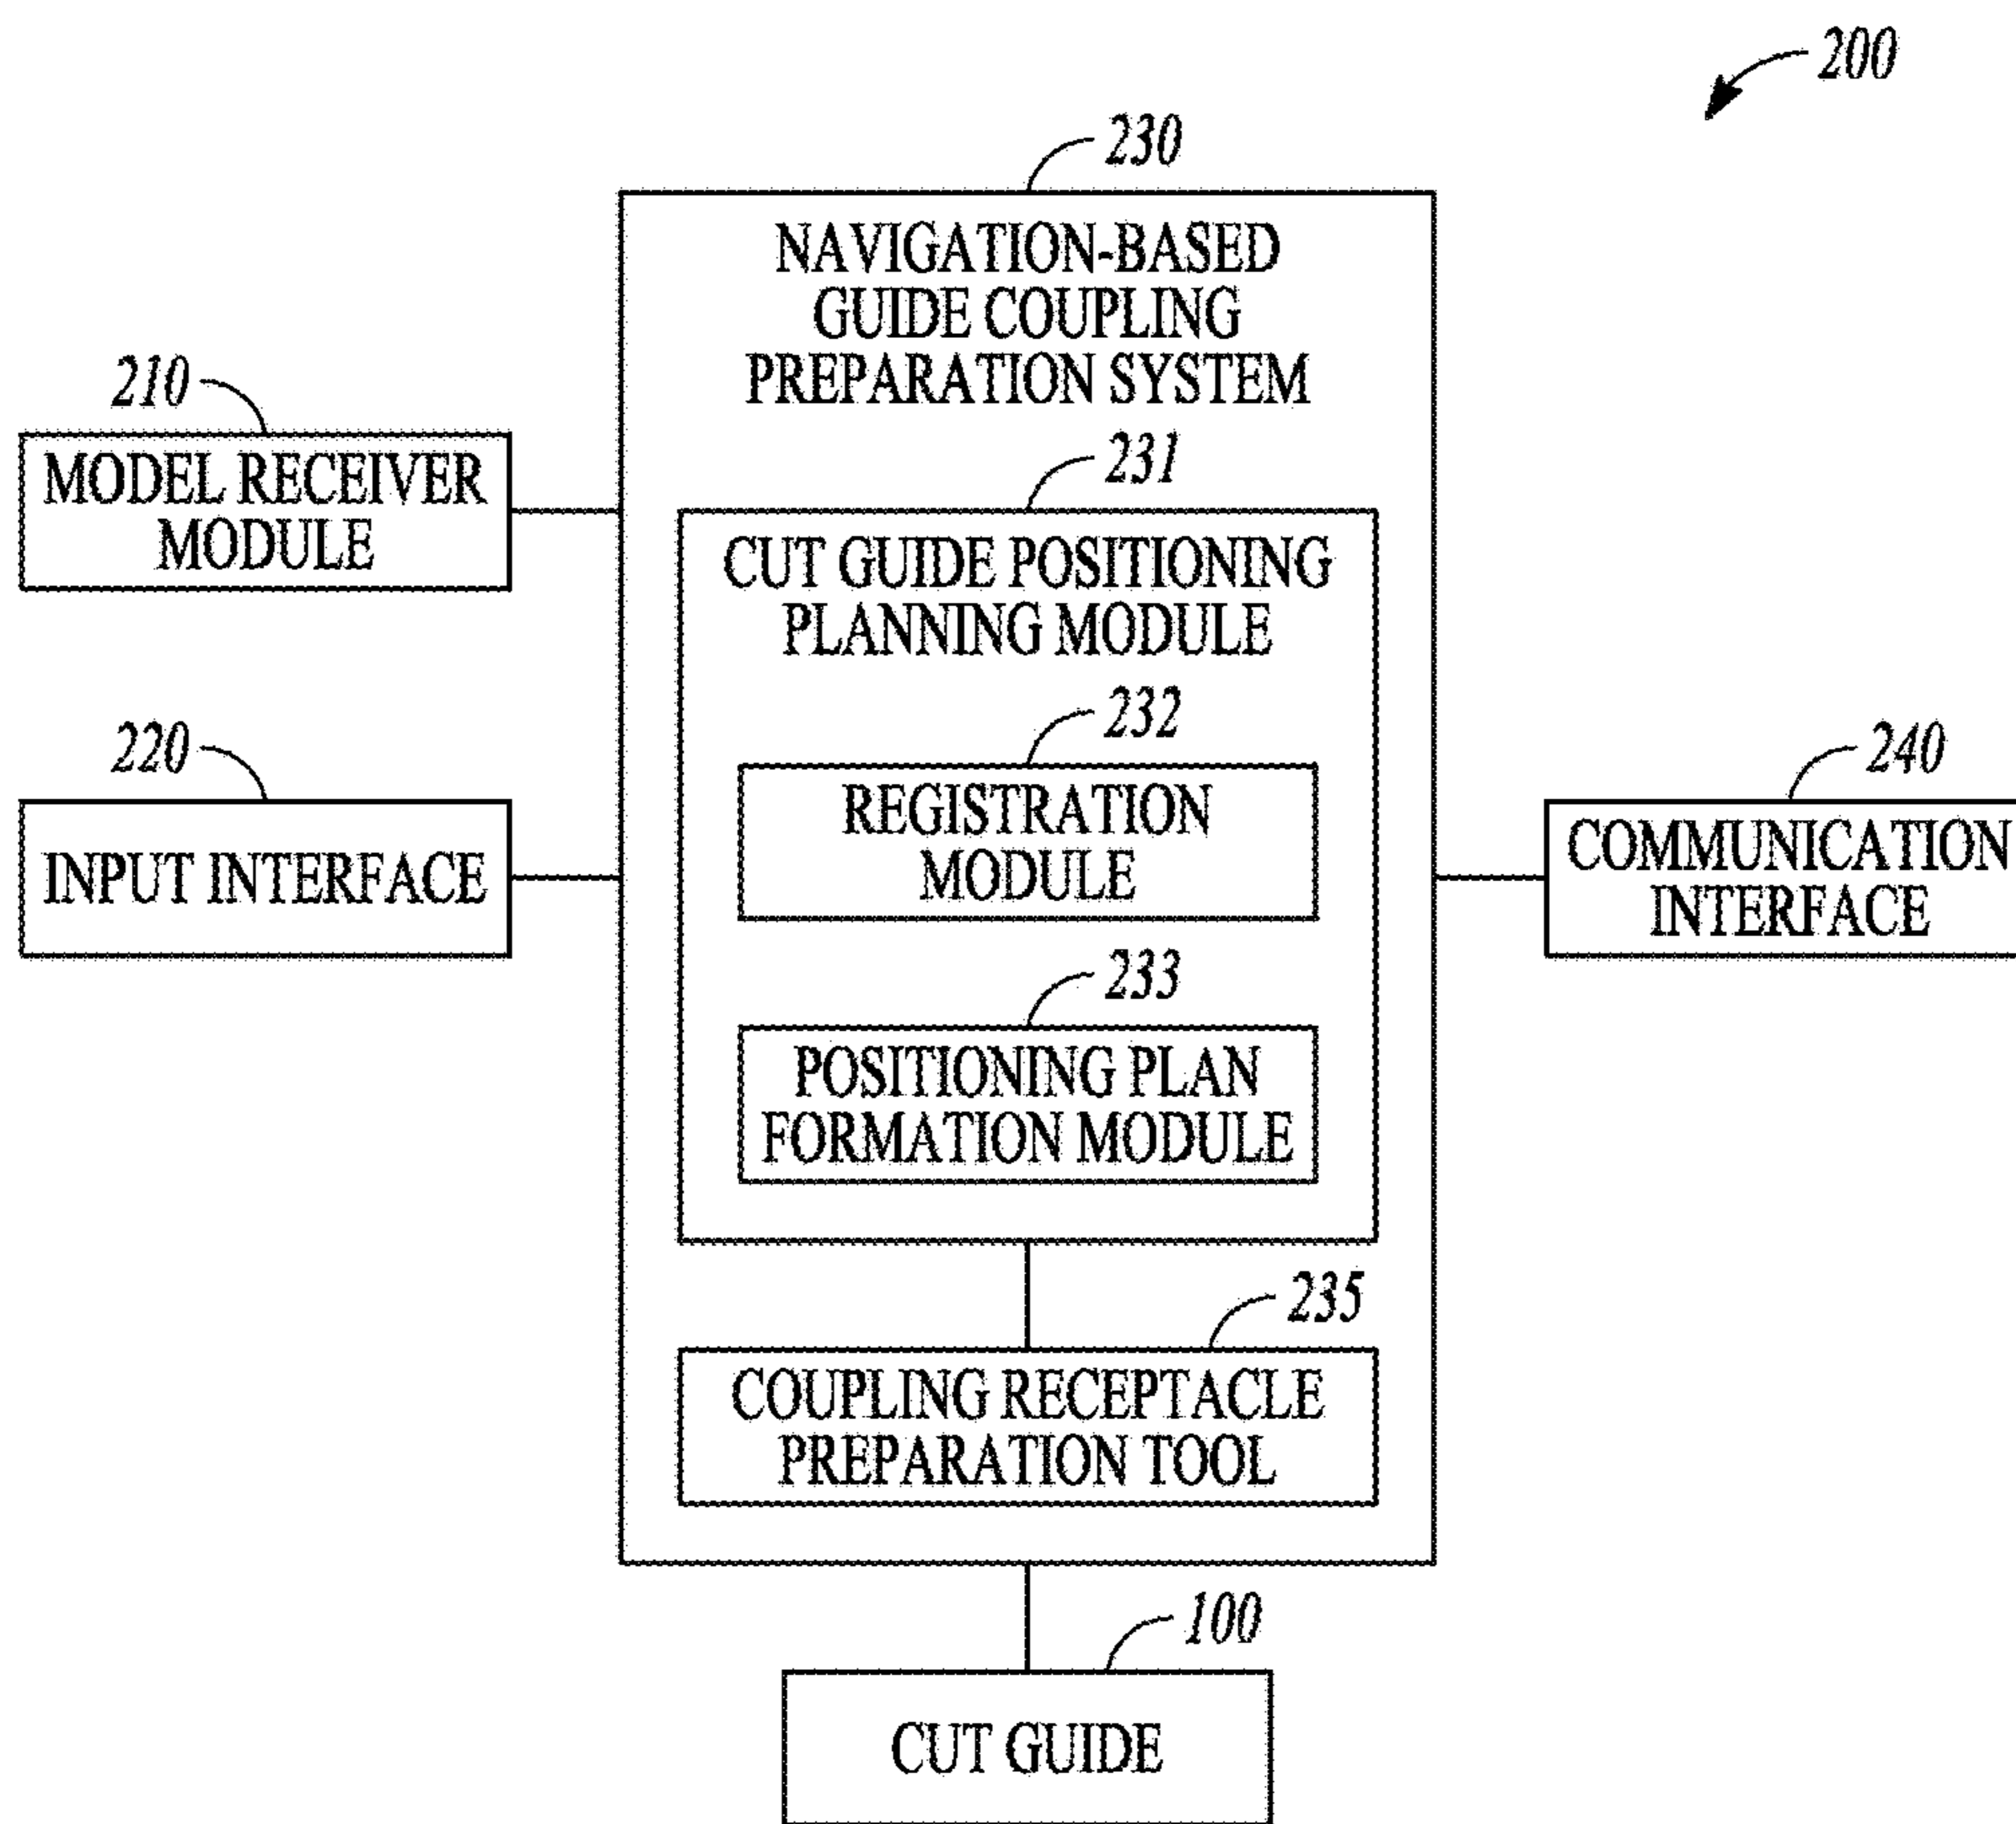 200
230
NAVIGATION-BASED
GUIDE COUPLING
PREPARATION SYSTEM
210
MODEL RECEIVER
MODULE
231
CUT GUIDE POSITIONING
PLANNING MODULE
232
REGISTRATION
MODULE
220
INPUT INTERFACE
240
COMMUNICATION
INTERFACE
233
POSITIONING PLAN
FORMATION MODULE
235
COUPLING RECEPTACLE
PREPARATION TOOL
100
CUT GUIDE